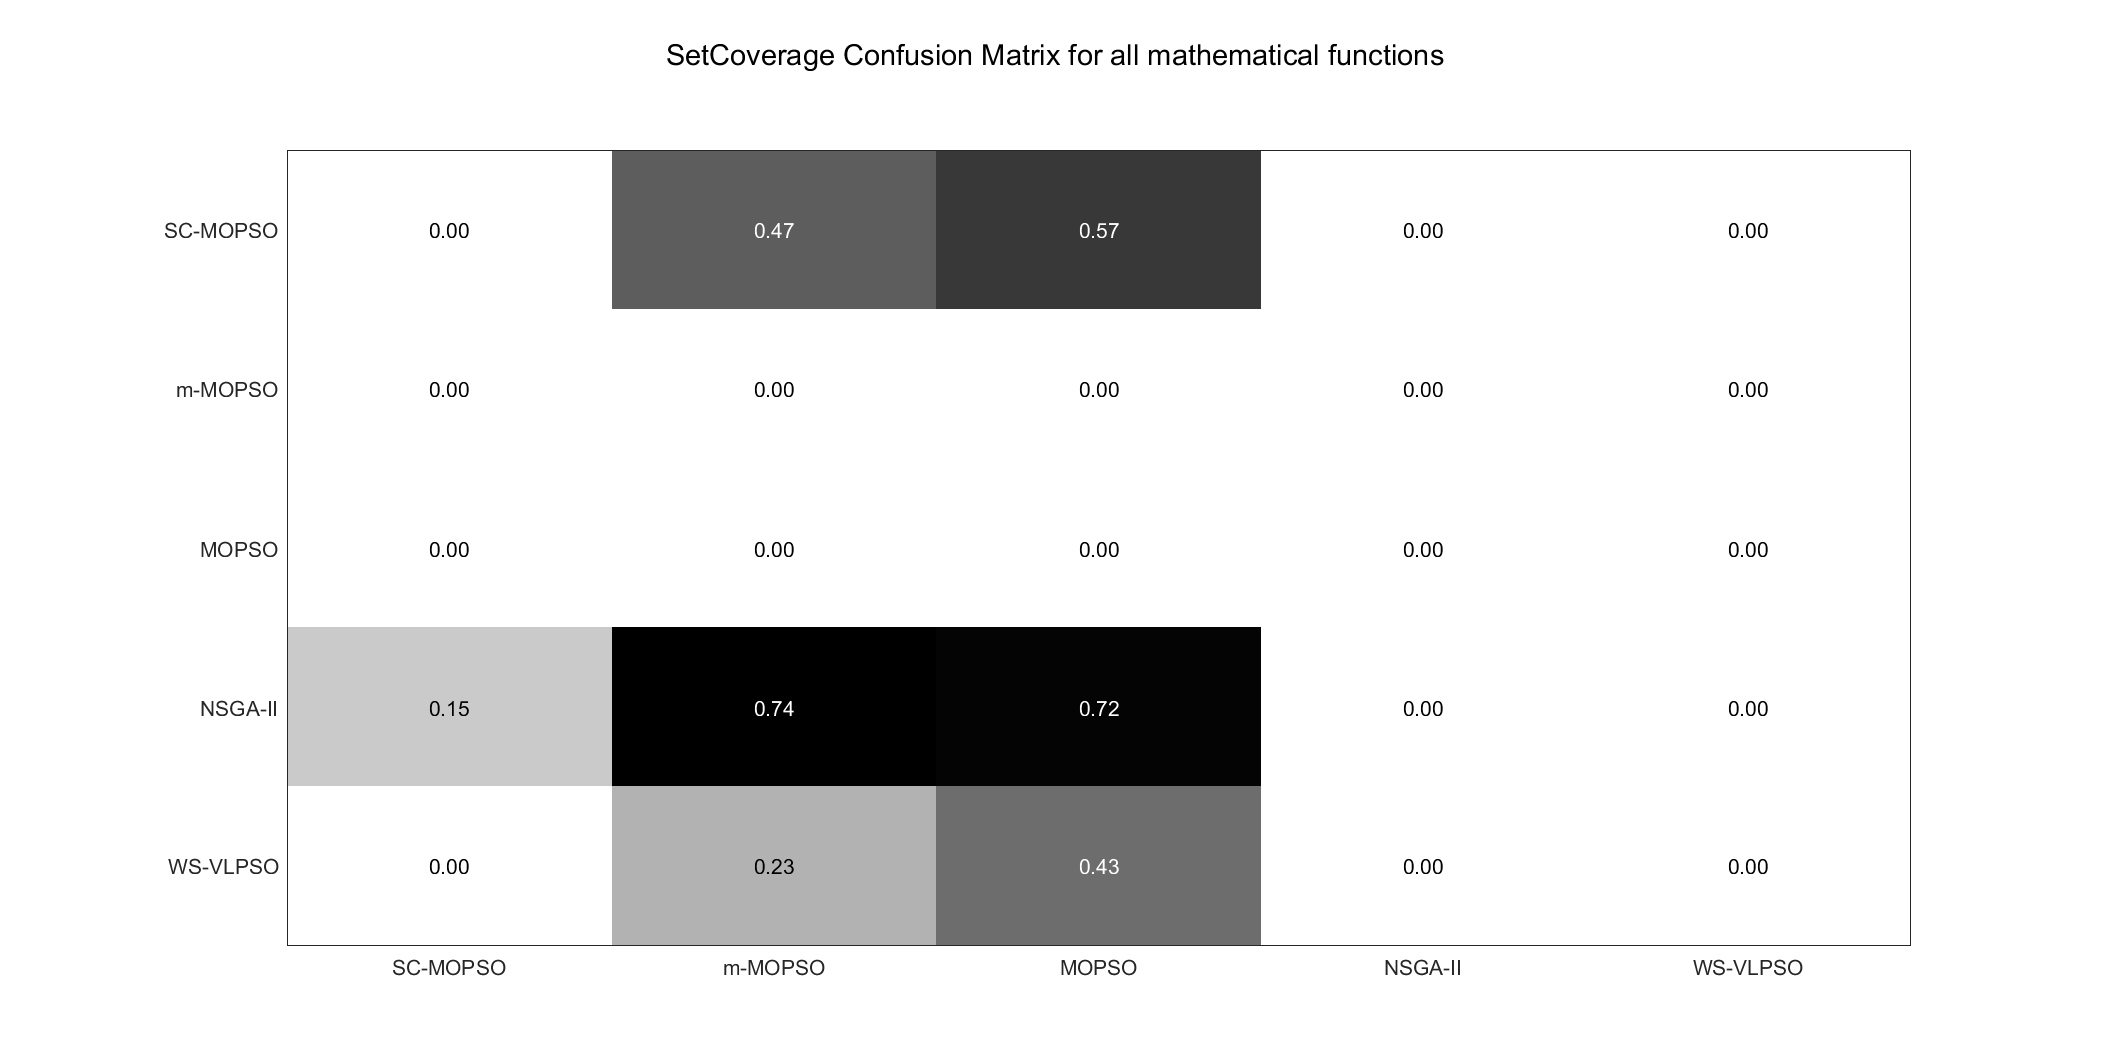 SetCoverage Confusion Matrix for all mathematical functions
SC-MOPSO 0.00 0.47 0.57 0.00 0.00
m-MOPSO 0.00 0.00 0.00 0.00 0.00
MOPSO 0.00 0.00 0.00 0.00 0.00
NSGA-II 0.15 0.74 0.72 0.00 0.00
WS-VLPSO 0.00 0.23 0.43 0.00 0.00
SC-MOPSO m-MOPSO MOPSO NSGA-II WS-VLPSO